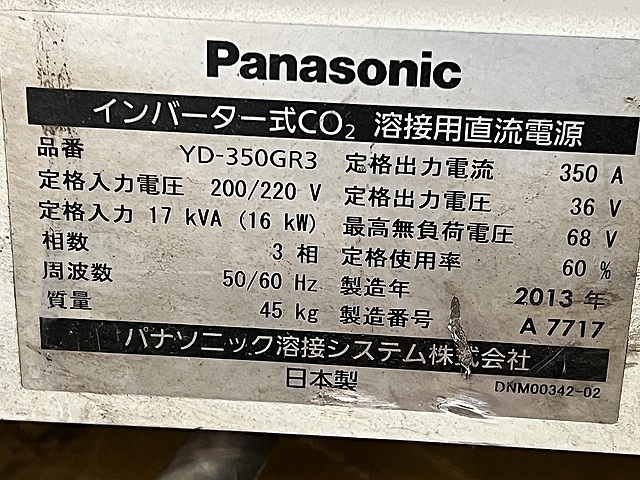 Panasonic
インバーター式CO₂ 溶接用直流電源
品番 YD-350GR3 定格出力電流 350 A
定格入力電圧 200/220 V 定格出力電圧 36 V
定格入力 17 kVA (16 kW) 最高無負荷電圧 68 V
相数 3 相 定格使用率 60 %
周波数 50/60 Hz 製造年 2013 年
質量 45 kg 製造番号 A 7717
パナソニック溶接システム株式会社
日本製 DNM00342-02